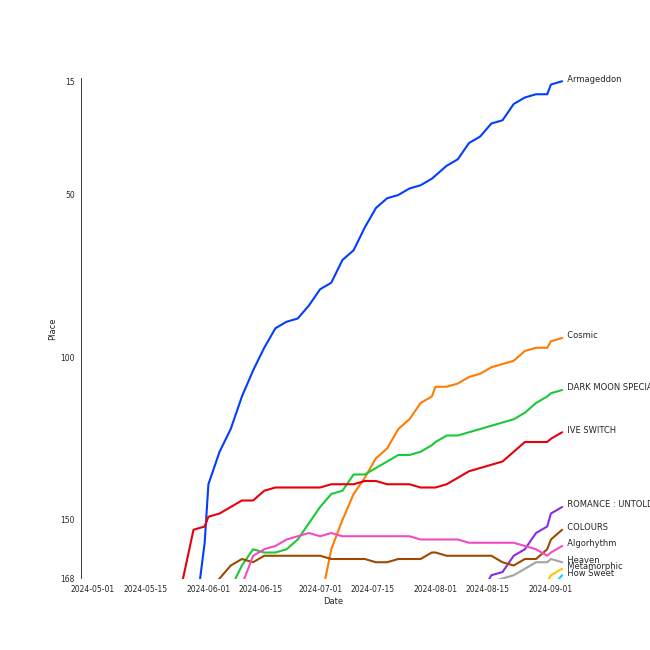 15
Armageddon
50
Place
Cosmic
100
DARK MOON SPECIA
IVE SWITCH
ROMANCE : UNTOLD
150
COLOURS
Algorhythm
Heaven
Metamorphic
How Sweet
168
2024-05-01 2024-05-15 2024-06-01 2024-06-15 2024-07-01 2024-07-15 2024-08-01 2024-08-15 2024-09-01
Date